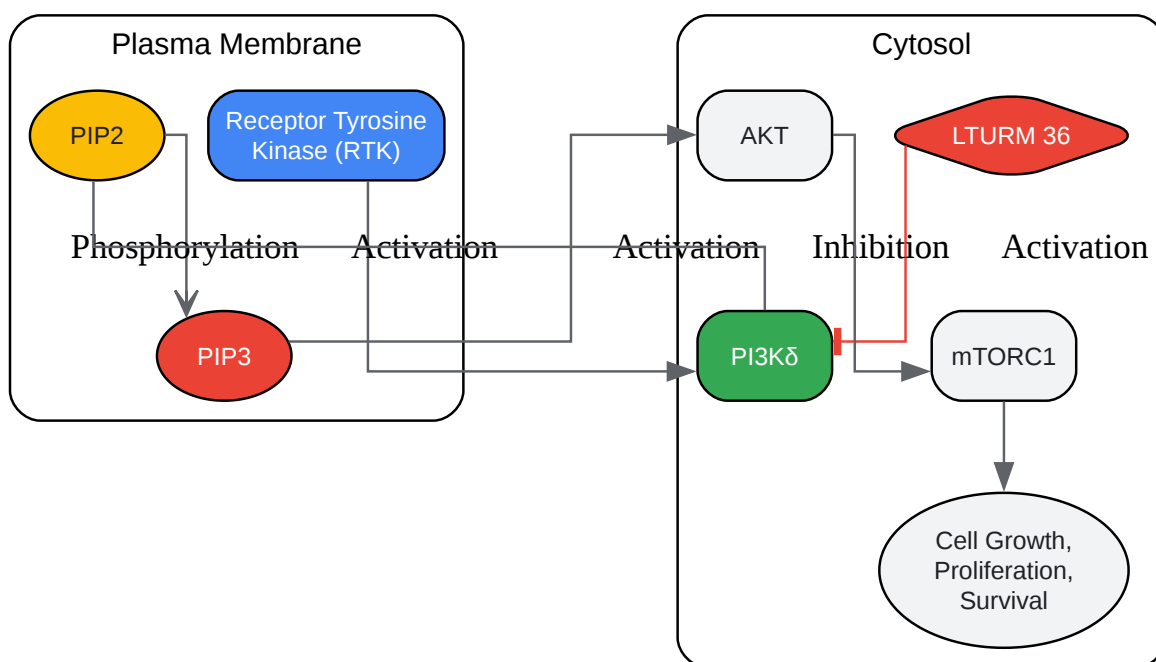 Plasma Membrane
Cytosol
PIP2
Receptor Tyrosine
Kinase (RTK)
AKT
LTURM 36
Phosphorylation
Activation
Activation
Inhibition
Activation
PIP3
PI3Kδ
mTORC1
Cell Growth,
Proliferation,
Survival